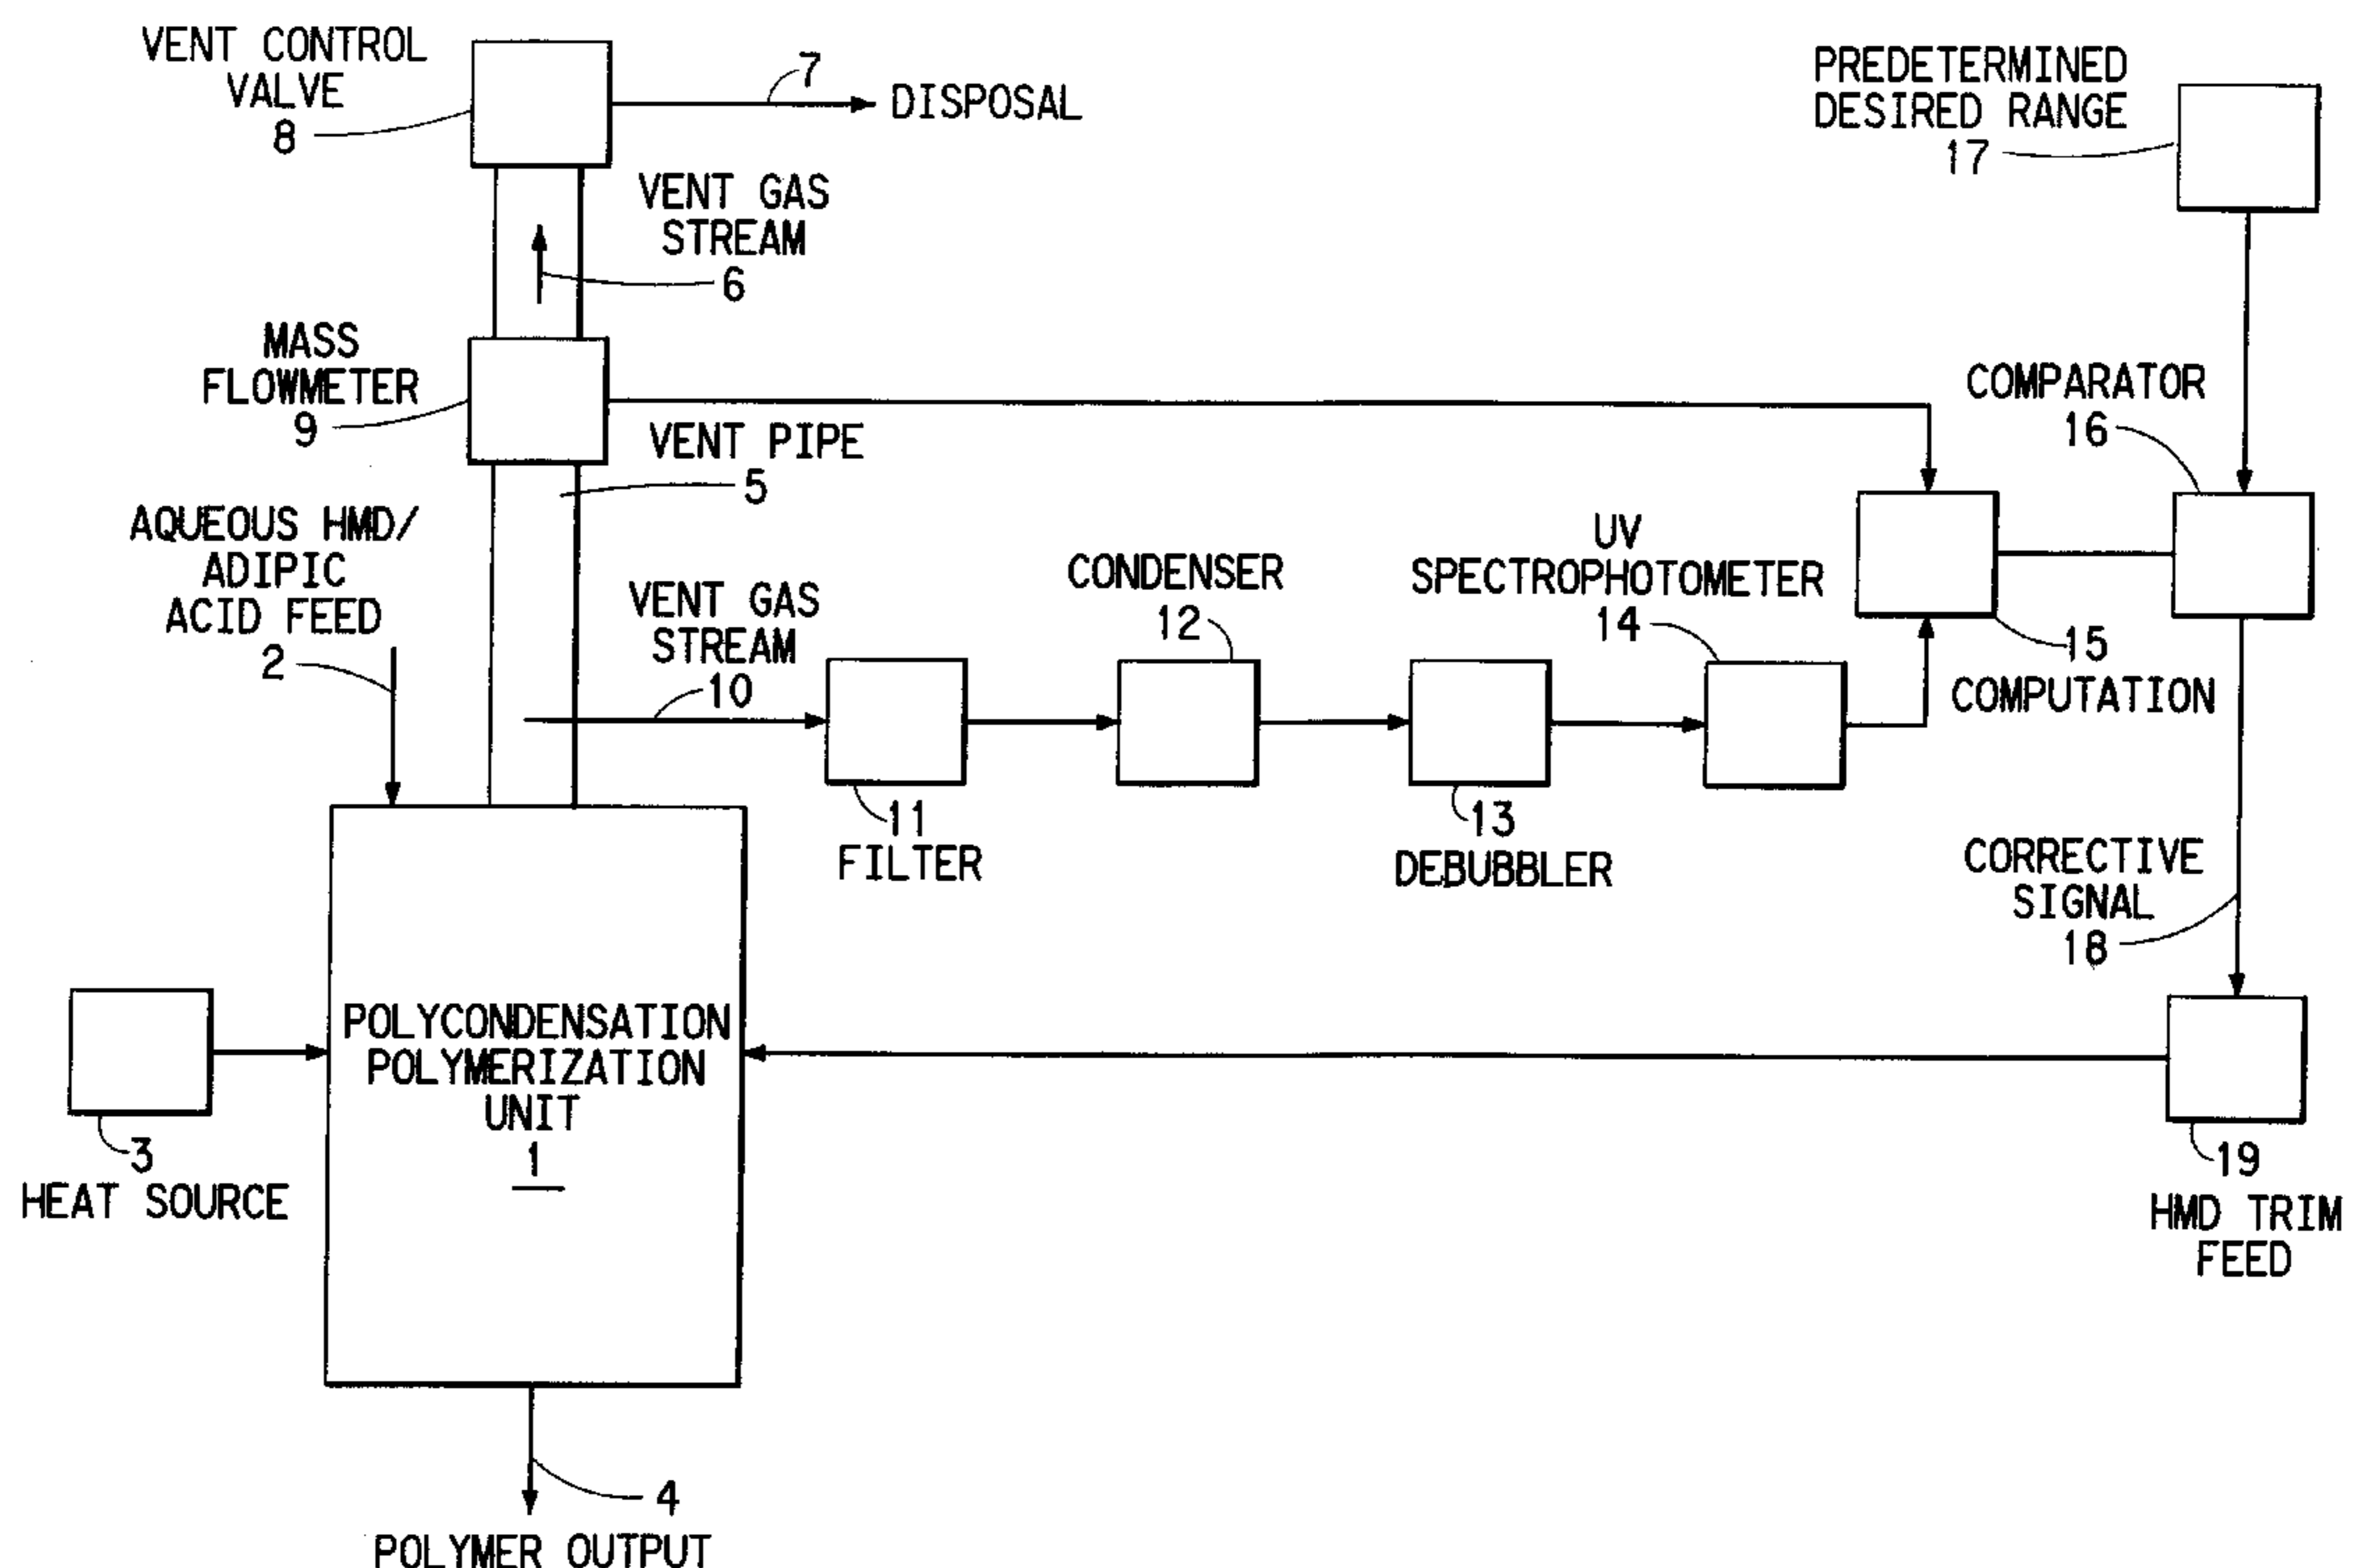 VENT CONTROL
VALVE
8
7
DISPOSAL
PREDETERMINED
DESIRED RANGE
17
VENT GAS
STREAM
6
MASS
FLOWMETER
9
VENT PIPE
5
COMPARATOR
16
AQUEOUS HMD/
ADIPIC
ACID FEED
2
VENT GAS
STREAM
10
CONDENSER
12
UV
SPECTROPHOTOMETER
14
15
COMPUTATION
11
FILTER
13
DEBUBBLER
CORRECTIVE
SIGNAL
18
POLYCONDENSATION
POLYMERIZATION
UNIT
1
3
HEAT SOURCE
19
HMD TRIM
FEED
4
POLYMER OUTPUT